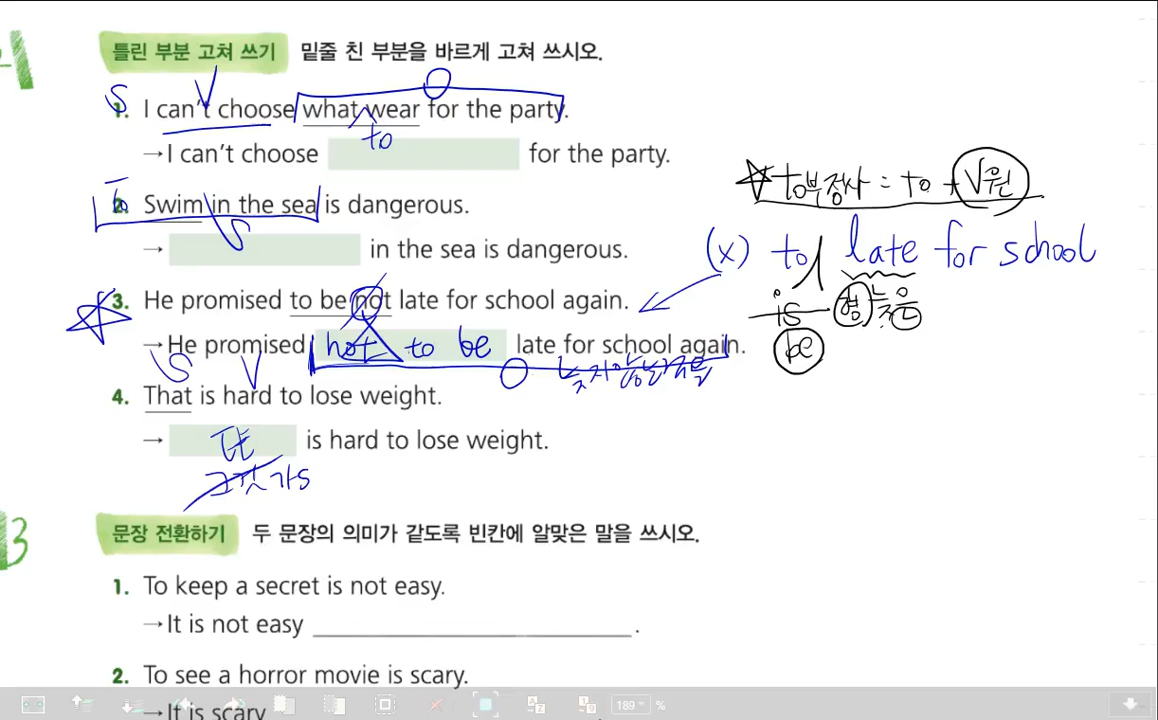 틀린 부분 고쳐 쓰기 밑줄 친 부분을 바르게 고쳐 쓰시오.
S V O
1. I can't choose what wear for the party.
to
→ I can't choose for the party.
☆ to부정사 = to + V원
2. Swim in the sea is dangerous.
S
→ in the sea is dangerous.
(x) to late for school
3. He promised to be not late for school again.
is 형 늦은
→ He promised not to be late for school again.
be
S V O
4. That is hard to lose weight.
→ It is hard to lose weight.
그것 가S
문장 전환하기 두 문장의 의미가 같도록 빈칸에 알맞은 말을 쓰시오.
1. To keep a secret is not easy.
→ It is not easy .
2. To see a horror movie is scary.
→ It is scary
189 %